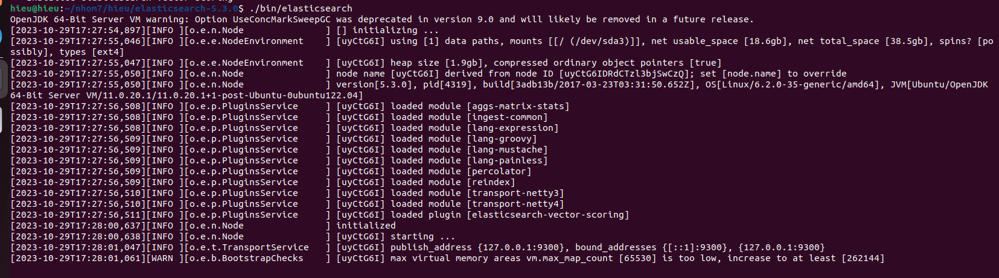 hieu@hieu:~/nhom7/hieu/elasticsearch-5.3.0$ ./bin/elasticsearch
OpenJDK 64-Bit Server VM warning: Option UseConcMarkSweepGC was deprecated in version 9.0 and will likely be removed in a future release.
[2023-10-29T17:27:54,897][INFO ][o.e.n.Node               ] [] initializing ...
[2023-10-29T17:27:55,046][INFO ][o.e.e.NodeEnvironment    ] [uyCtG6I] using [1] data paths, mounts [[/ (/dev/sda3)]], net usable_space [18.6gb], net total_space [38.5gb], spins? [po
ssibly], types [ext4]
[2023-10-29T17:27:55,047][INFO ][o.e.e.NodeEnvironment    ] [uyCtG6I] heap size [1.9gb], compressed ordinary object pointers [true]
[2023-10-29T17:27:55,050][INFO ][o.e.n.Node               ] node name [uyCtG6I] derived from node ID [uyCtG6IDRdCTzl3bjSwCzQ]; set [node.name] to override
[2023-10-29T17:27:55,050][INFO ][o.e.n.Node               ] version[5.3.0], pid[4319], build[3adb13b/2017-03-23T03:31:50.652Z], OS[Linux/6.2.0-35-generic/amd64], JVM[Ubuntu/OpenJDK
64-Bit Server VM/11.0.20.1/11.0.20.1+1-post-Ubuntu-0ubuntu122.04]
[2023-10-29T17:27:56,508][INFO ][o.e.p.PluginsService     ] [uyCtG6I] loaded module [aggs-matrix-stats]
[2023-10-29T17:27:56,508][INFO ][o.e.p.PluginsService     ] [uyCtG6I] loaded module [ingest-common]
[2023-10-29T17:27:56,508][INFO ][o.e.p.PluginsService     ] [uyCtG6I] loaded module [lang-expression]
[2023-10-29T17:27:56,509][INFO ][o.e.p.PluginsService     ] [uyCtG6I] loaded module [lang-groovy]
[2023-10-29T17:27:56,509][INFO ][o.e.p.PluginsService     ] [uyCtG6I] loaded module [lang-mustache]
[2023-10-29T17:27:56,509][INFO ][o.e.p.PluginsService     ] [uyCtG6I] loaded module [lang-painless]
[2023-10-29T17:27:56,509][INFO ][o.e.p.PluginsService     ] [uyCtG6I] loaded module [percolator]
[2023-10-29T17:27:56,509][INFO ][o.e.p.PluginsService     ] [uyCtG6I] loaded module [reindex]
[2023-10-29T17:27:56,510][INFO ][o.e.p.PluginsService     ] [uyCtG6I] loaded module [transport-netty3]
[2023-10-29T17:27:56,510][INFO ][o.e.p.PluginsService     ] [uyCtG6I] loaded module [transport-netty4]
[2023-10-29T17:27:56,511][INFO ][o.e.p.PluginsService     ] [uyCtG6I] loaded plugin [elasticsearch-vector-scoring]
[2023-10-29T17:28:00,637][INFO ][o.e.n.Node               ] initialized
[2023-10-29T17:28:00,638][INFO ][o.e.n.Node               ] [uyCtG6I] starting ...
[2023-10-29T17:28:01,047][INFO ][o.e.t.TransportService   ] [uyCtG6I] publish_address {127.0.0.1:9300}, bound_addresses {[::1]:9300}, {127.0.0.1:9300}
[2023-10-29T17:28:01,061][WARN ][o.e.b.BootstrapChecks    ] [uyCtG6I] max virtual memory areas vm.max_map_count [65530] is too low, increase to at least [262144]